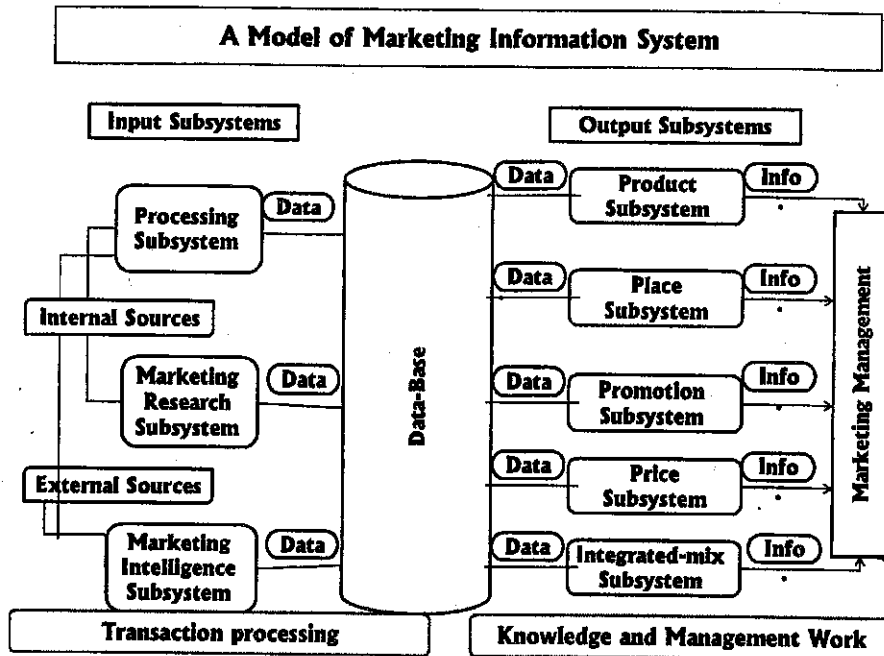 A Model of Marketing Information System
Input Subsystems
Output Subsystems
Processing
Subsystem
Data
Internal Sources
Marketing
Research
Subsystem
Data
External Sources
Marketing
Intelligence
Subsystem
Data
Data-Base
Data
Product
Subsystem
Info
Data
Place
Subsystem
Info
Data
Promotion
Subsystem
Info
Data
Price
Subsystem
Info
Data
Integrated-mix
Subsystem
Info
Marketing Management
Transaction processing
Knowledge and Management Work